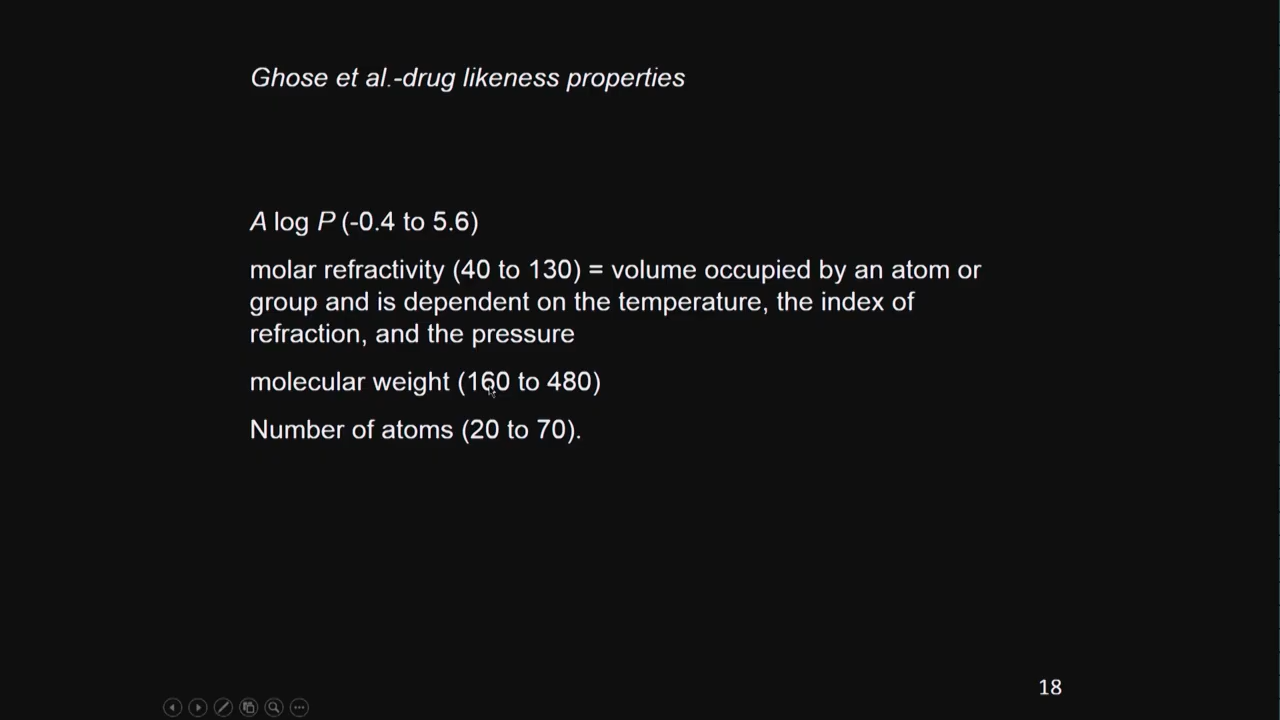 Ghose et al.-drug likeness properties
A log P (-0.4 to 5.6)
molar refractivity (40 to 130) = volume occupied by an atom or
group and is dependent on the temperature, the index of
refraction, and the pressure
molecular weight (160 to 480)
Number of atoms (20 to 70).
18